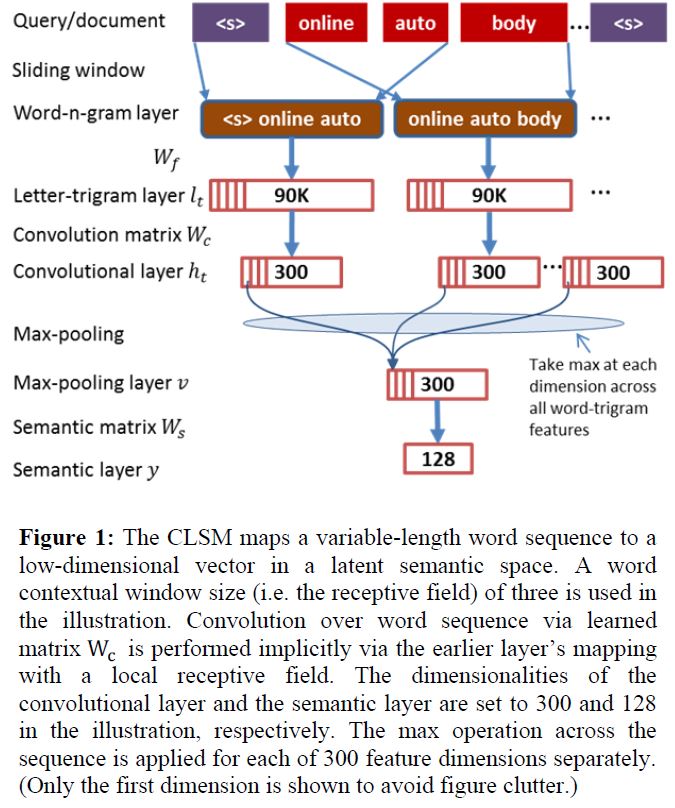 Query/document <s> online auto body ... <s>
Sliding window
Word-n-gram layer <s> online auto online auto body ...
W_f
Letter-trigram layer l_t 90K 90K ...
Convolution matrix W_c
Convolutional layer h_t 300 300 ... 300
Max-pooling
Take max at each
dimension across
all word-trigram
features
Max-pooling layer v 300
Semantic matrix W_s
Semantic layer y 128
Figure 1: The CLSM maps a variable-length word sequence to a
low-dimensional vector in a latent semantic space. A word
contextual window size (i.e. the receptive field) of three is used in
the illustration. Convolution over word sequence via learned
matrix W_c is performed implicitly via the earlier layer's mapping
with a local receptive field. The dimensionalities of the
convolutional layer and the semantic layer are set to 300 and 128
in the illustration, respectively. The max operation across the
sequence is applied for each of 300 feature dimensions separately.
(Only the first dimension is shown to avoid figure clutter.)